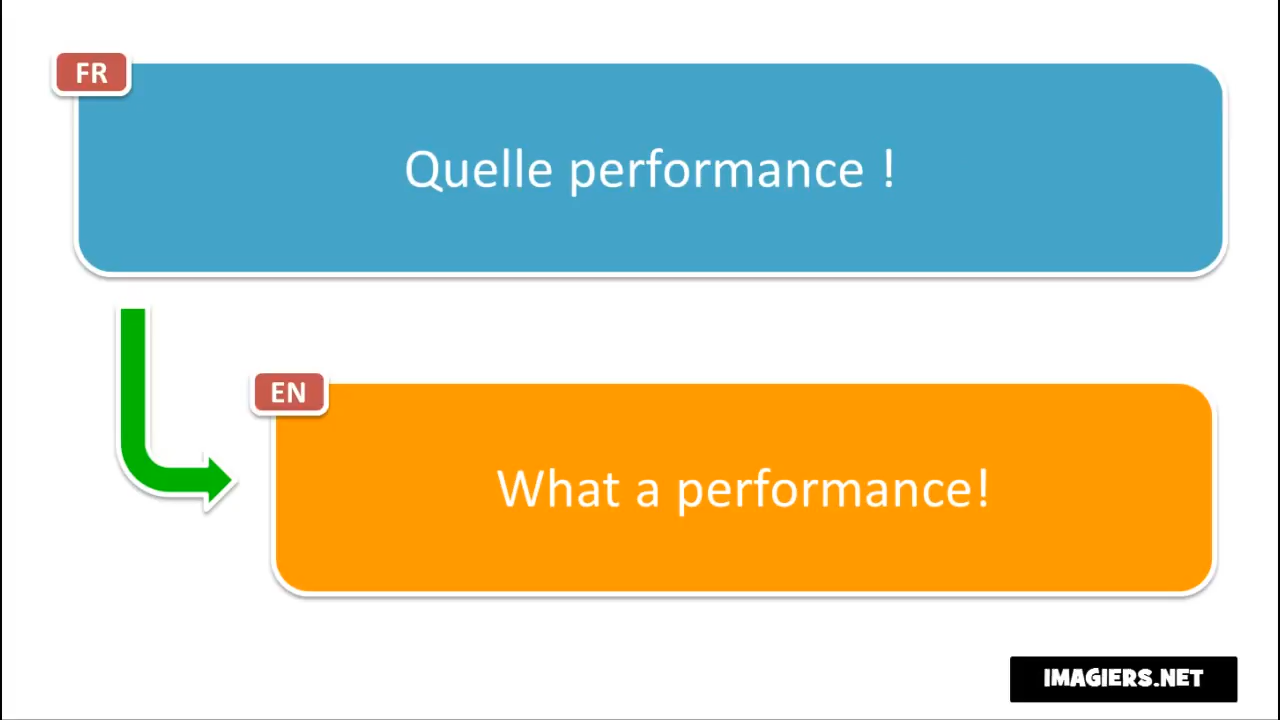 FR
Quelle performance !
EN
What a performance!
IMAGIERS.NET